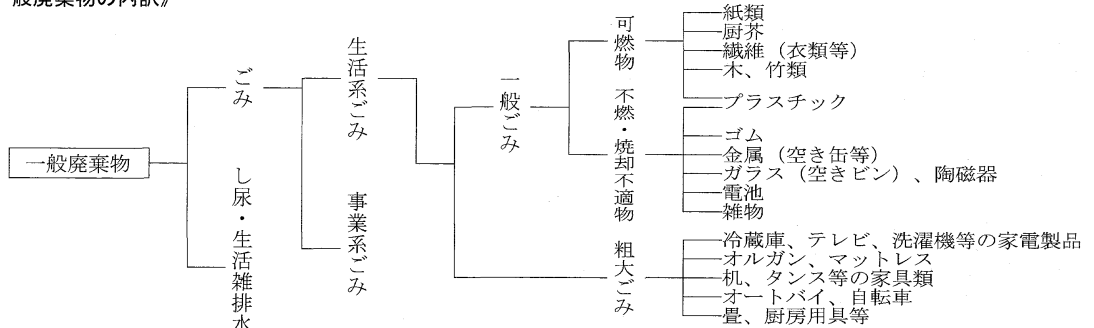 般廃棄物の内訳》
一般廃棄物
ごみ
し尿・生活雑排水
生活系ごみ
事業系ごみ
一般ごみ
粗大ごみ
可燃物
不燃・焼却不適物
紙類
厨芥
繊維(衣類等)
木、竹類
プラスチック
ゴム
金属(空き缶等)
ガラス(空きビン)、陶磁器
電池
雑物
冷蔵庫、テレビ、洗濯機等の家電製品
オルガン、マットレス
机、タンス等の家具類
オートバイ、自転車
畳、厨房用具等